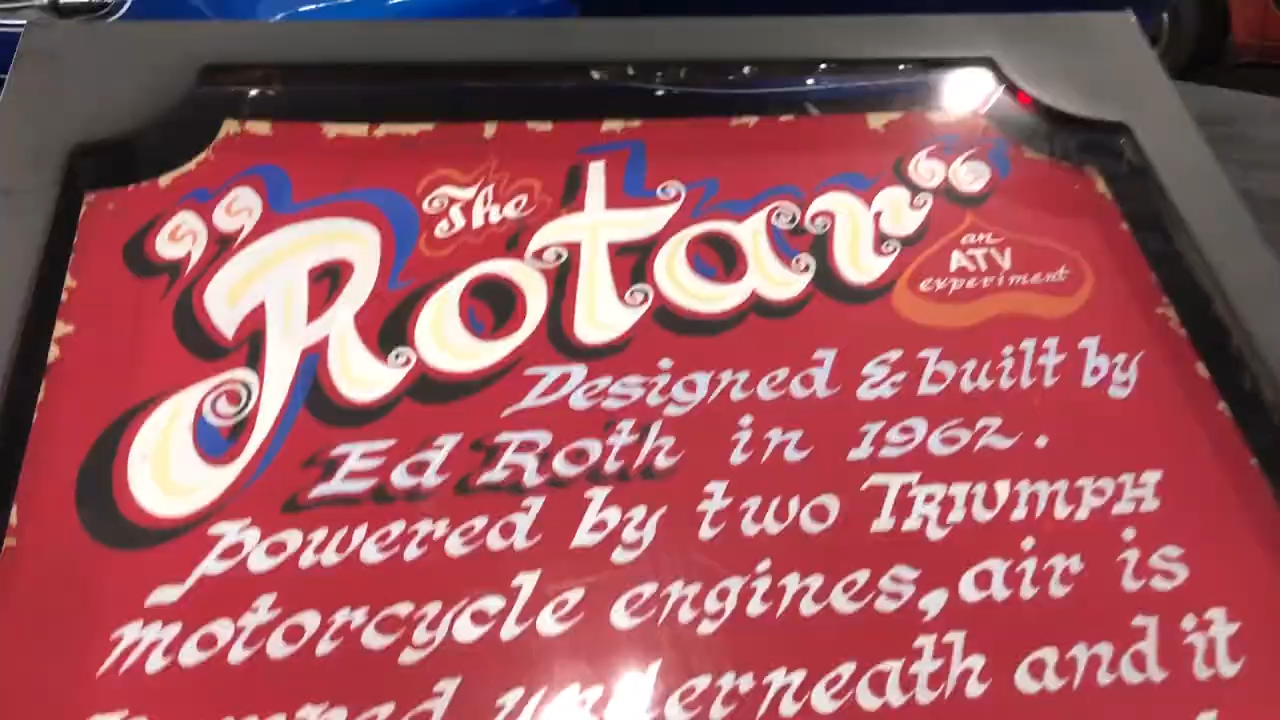 The
"Rotar"
an
ATV
experiment
Designed & built by
Ed Roth in 1962.
powered by two TRIUMPH
motorcycle engines, air is
underneath and it